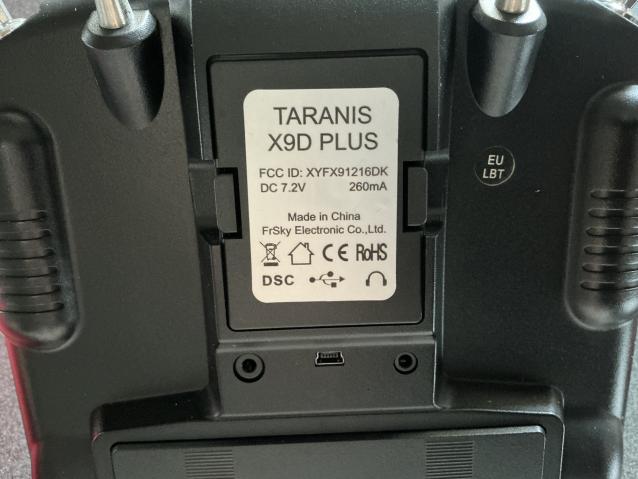 TARANIS
X9D PLUS
FCC ID: XYFX91216DK
DC 7.2V 260mA
Made in China
FrSky Electronic Co.,Ltd.
CE RoHS
DSC
EU
LBT